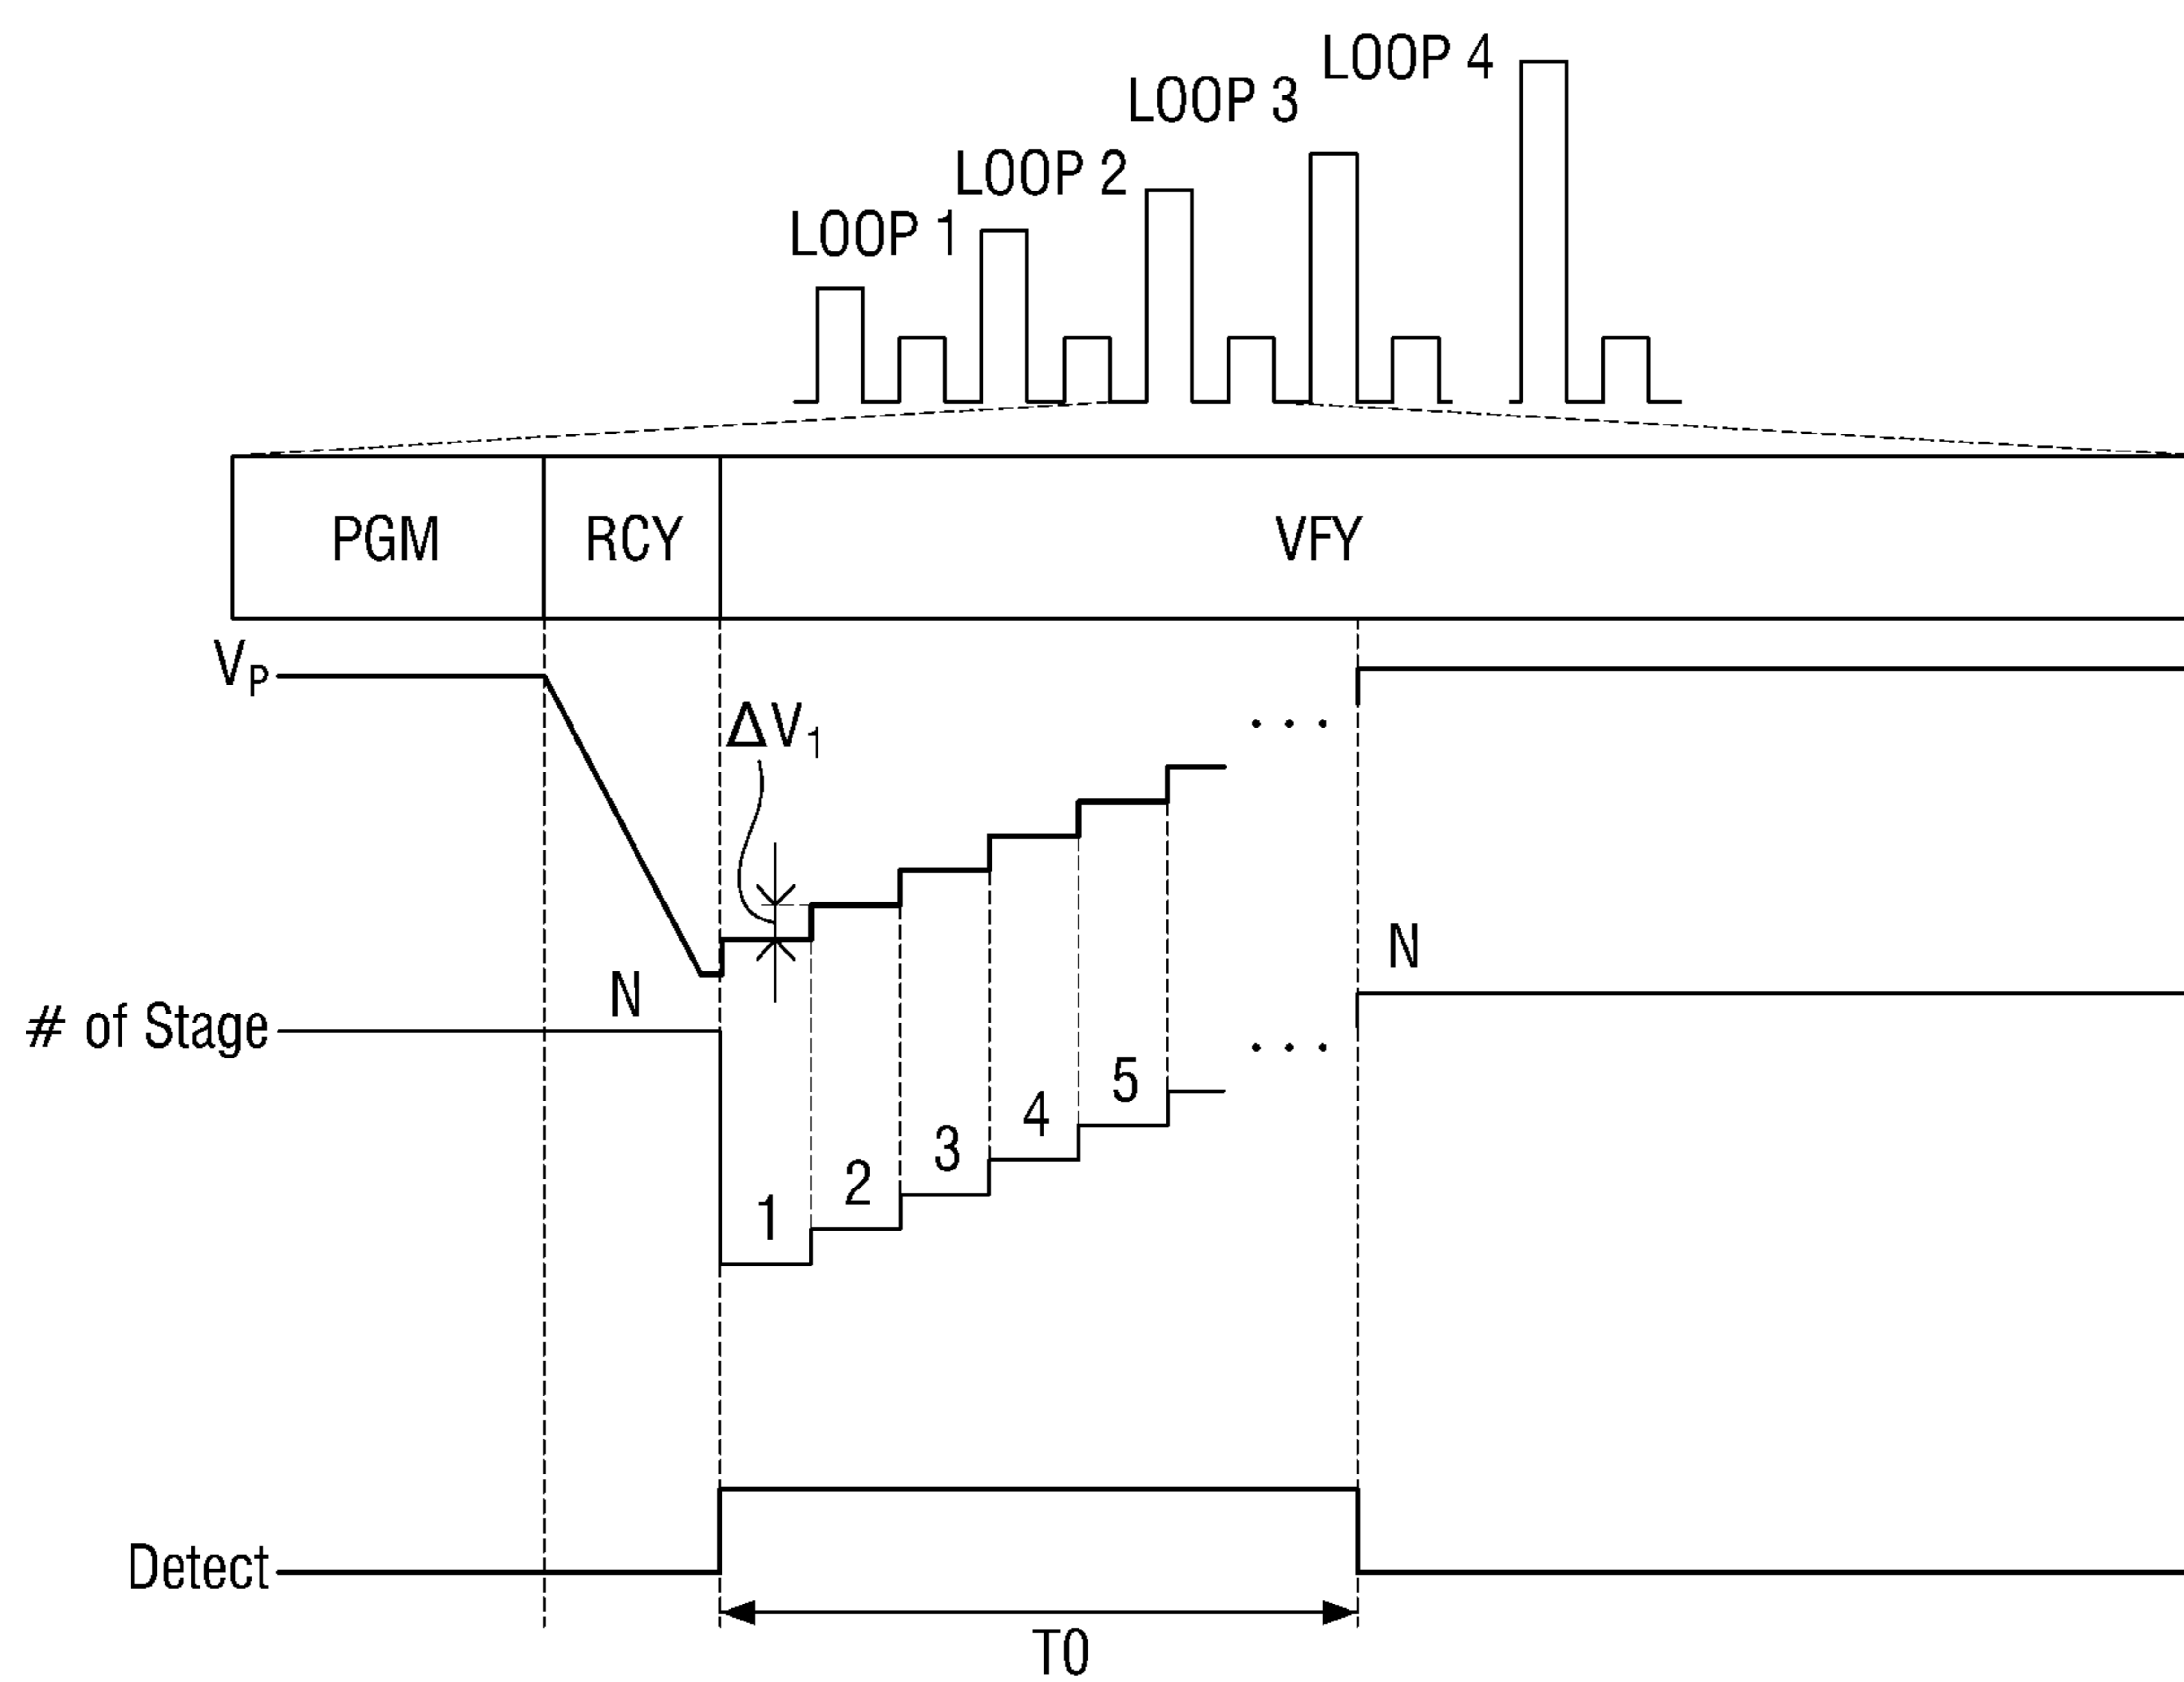 LOOP 4
LOOP 3
LOOP 2
LOOP 1
PGM RCY VFY
VP
ΔV1
N
N
# of Stage
5
4
3
2
1
Detect
T0